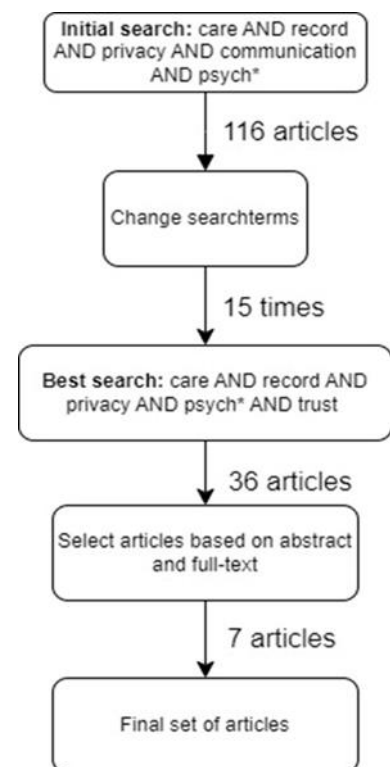 Initial search: care AND record
AND privacy AND communication
AND psych*
116 articles
Change searchterms
15 times
Best search: care AND record AND
privacy AND psych* AND trust
36 articles
Select articles based on abstract
and full-text
7 articles
Final set of articles